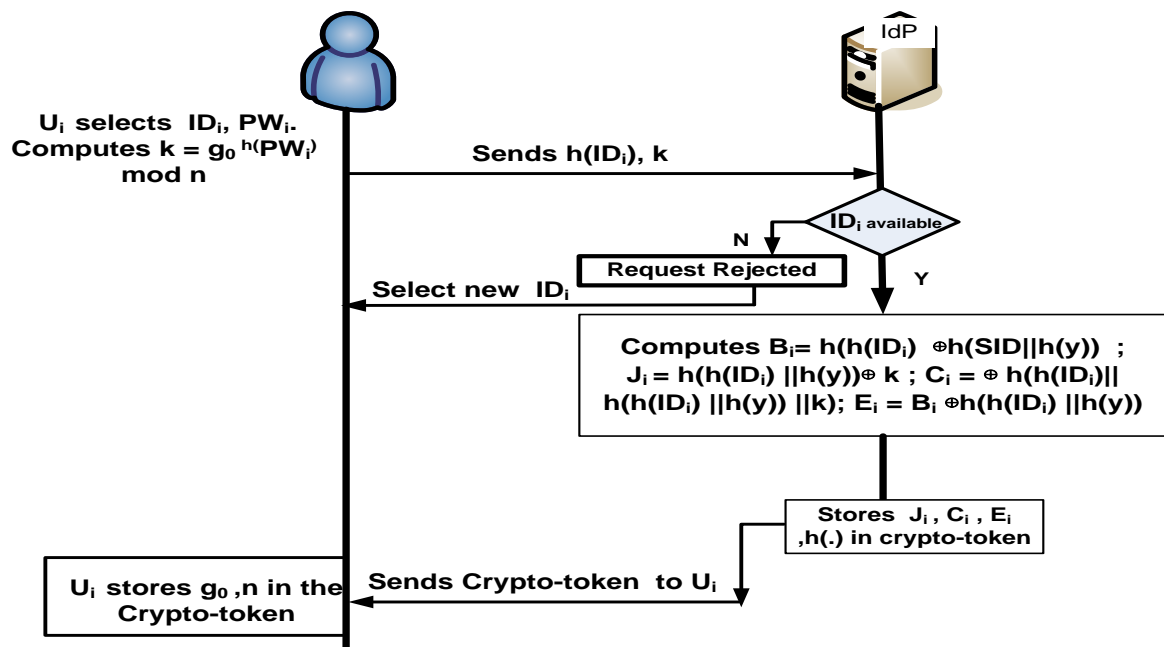 IdP
Uᵢ selects IDᵢ, PWᵢ.
Computes k = g₀ ʰ⁽PWᵢ⁾
mod n
Sends h(IDᵢ), k
IDᵢ available
N
Request Rejected
Y
Select new IDᵢ
Computes Bᵢ= h(h(IDᵢ) ⊕h(SID||h(y)) ;
Jᵢ = h(h(IDᵢ) ||h(y))⊕ k ; Cᵢ = ⊕ h(h(IDᵢ)||
h(h(IDᵢ) ||h(y)) ||k); Eᵢ = Bᵢ ⊕h(h(IDᵢ) ||h(y))
Stores Jᵢ , Cᵢ , Eᵢ
,h(.) in crypto-token
Sends Crypto-token to Uᵢ
Uᵢ stores g₀ ,n in the
Crypto-token